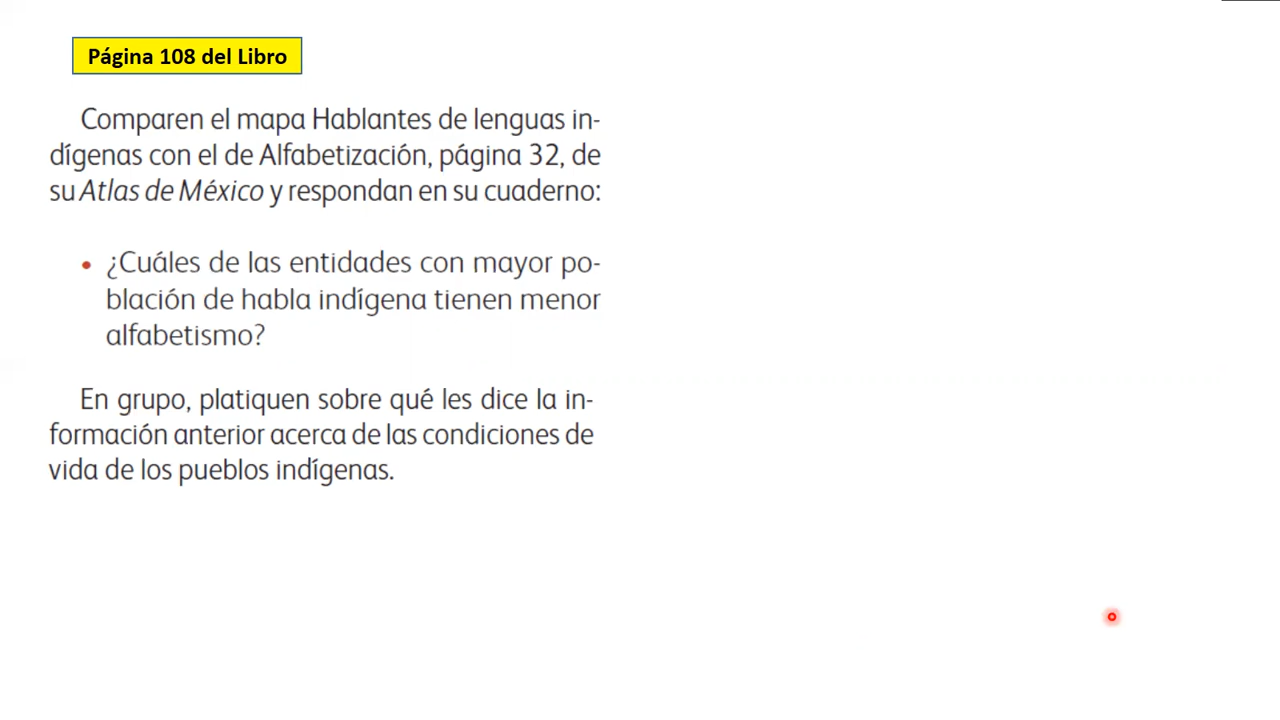 Página 108 del Libro
Comparen el mapa Hablantes de lenguas in-
dígenas con el de Alfabetización, página 32, de
su Atlas de México y respondan en su cuaderno:
• ¿Cuáles de las entidades con mayor po-
blación de habla indígena tienen menor
alfabetismo?
En grupo, platiquen sobre qué les dice la in-
formación anterior acerca de las condiciones de
vida de los pueblos indígenas.